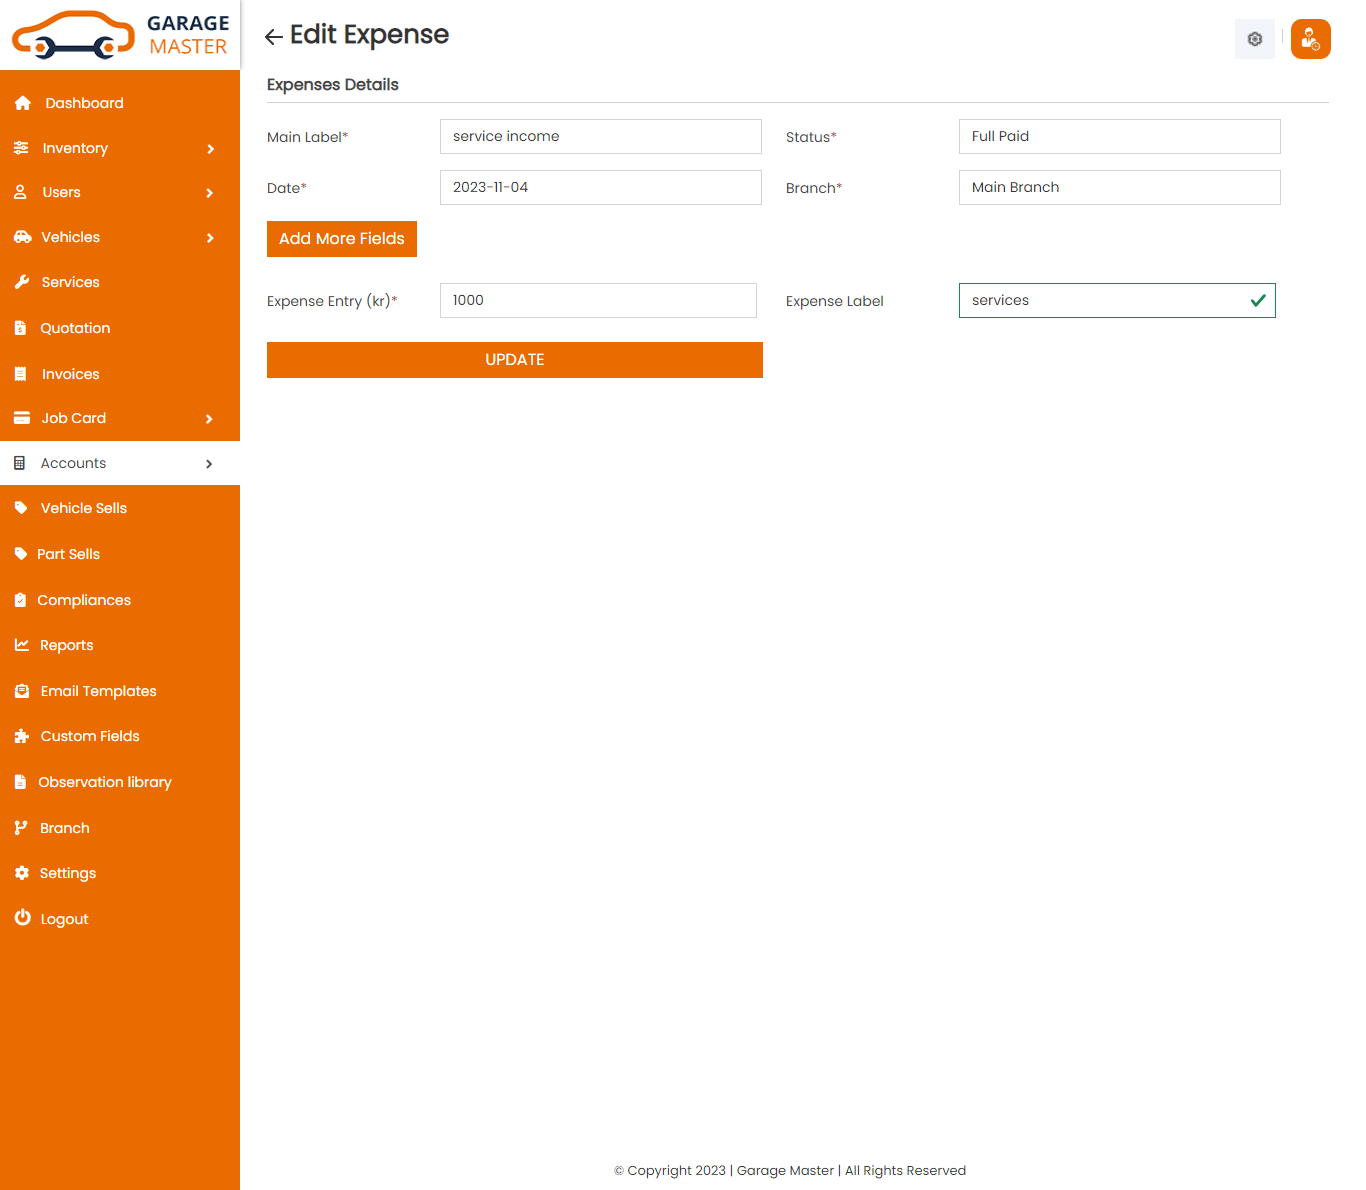 GARAGE
MASTER
Dashboard
Inventory
Users
Vehicles
Services
Quotation
Invoices
Job Card
Accounts
Vehicle Sells
Part Sells
Compliances
Reports
Email Templates
Custom Fields
Observation library
Branch
Settings
Logout
Edit Expense
Expenses Details
Main Label* service income Status* Full Paid
Date* 2023-11-04 Branch* Main Branch
Add More Fields
Expense Entry (kr)* 1000 Expense Label services
UPDATE
© Copyright 2023 | Garage Master | All Rights Reserved